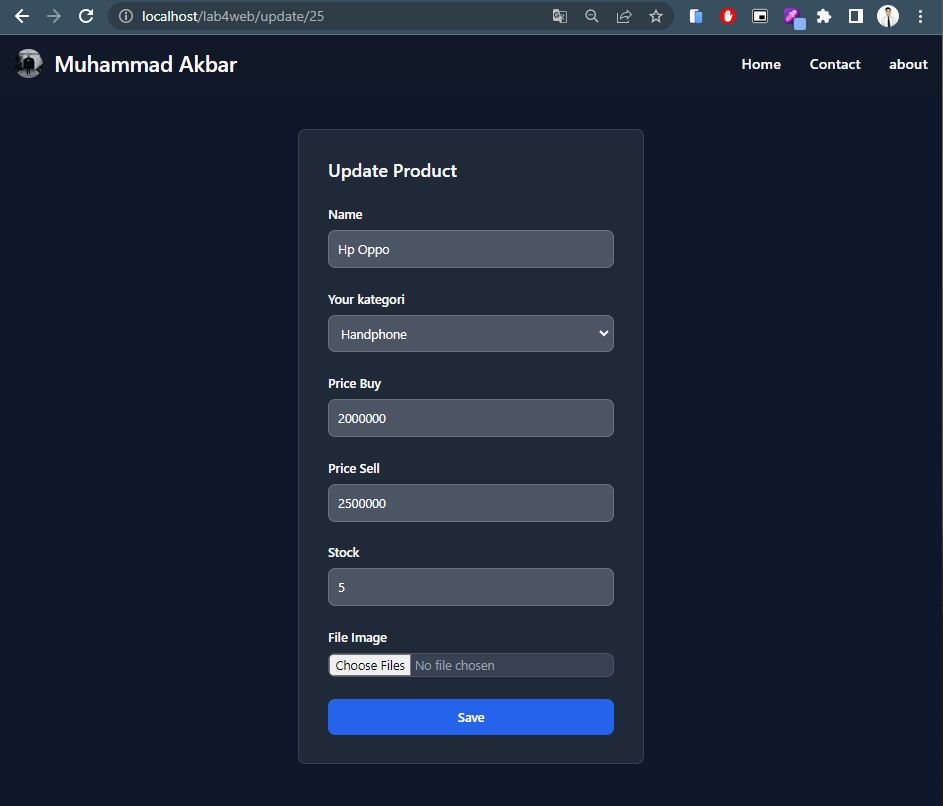 localhost/lab4web/update/25
Muhammad Akbar
Home Contact about
Update Product
Name
Hp Oppo
Your kategori
Handphone
Price Buy
2000000
Price Sell
2500000
Stock
5
File Image
Choose Files No file chosen
Save